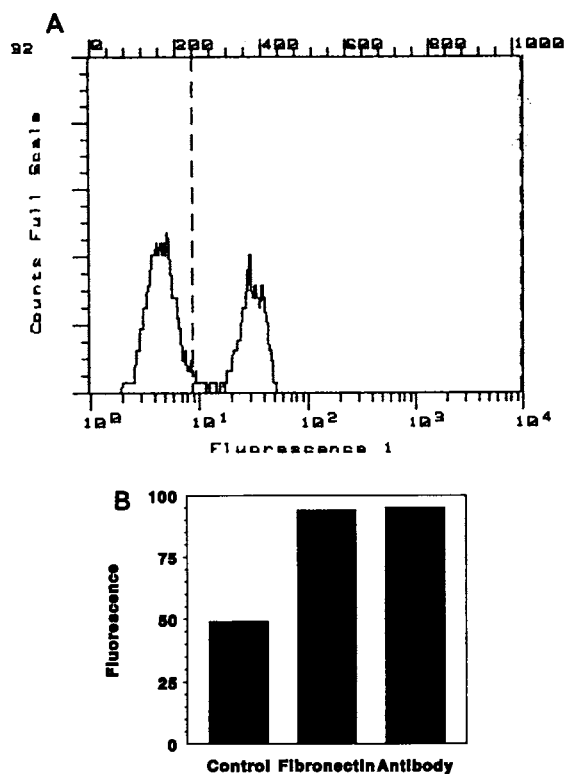 A
92
0 200 400 600 800 1000
Counts Full Scale
10^0 10^1 10^2 10^3 10^4
Fluorescence 1
B
100
75
50
25
0
Fluorescence
Control Fibronectin Antibody